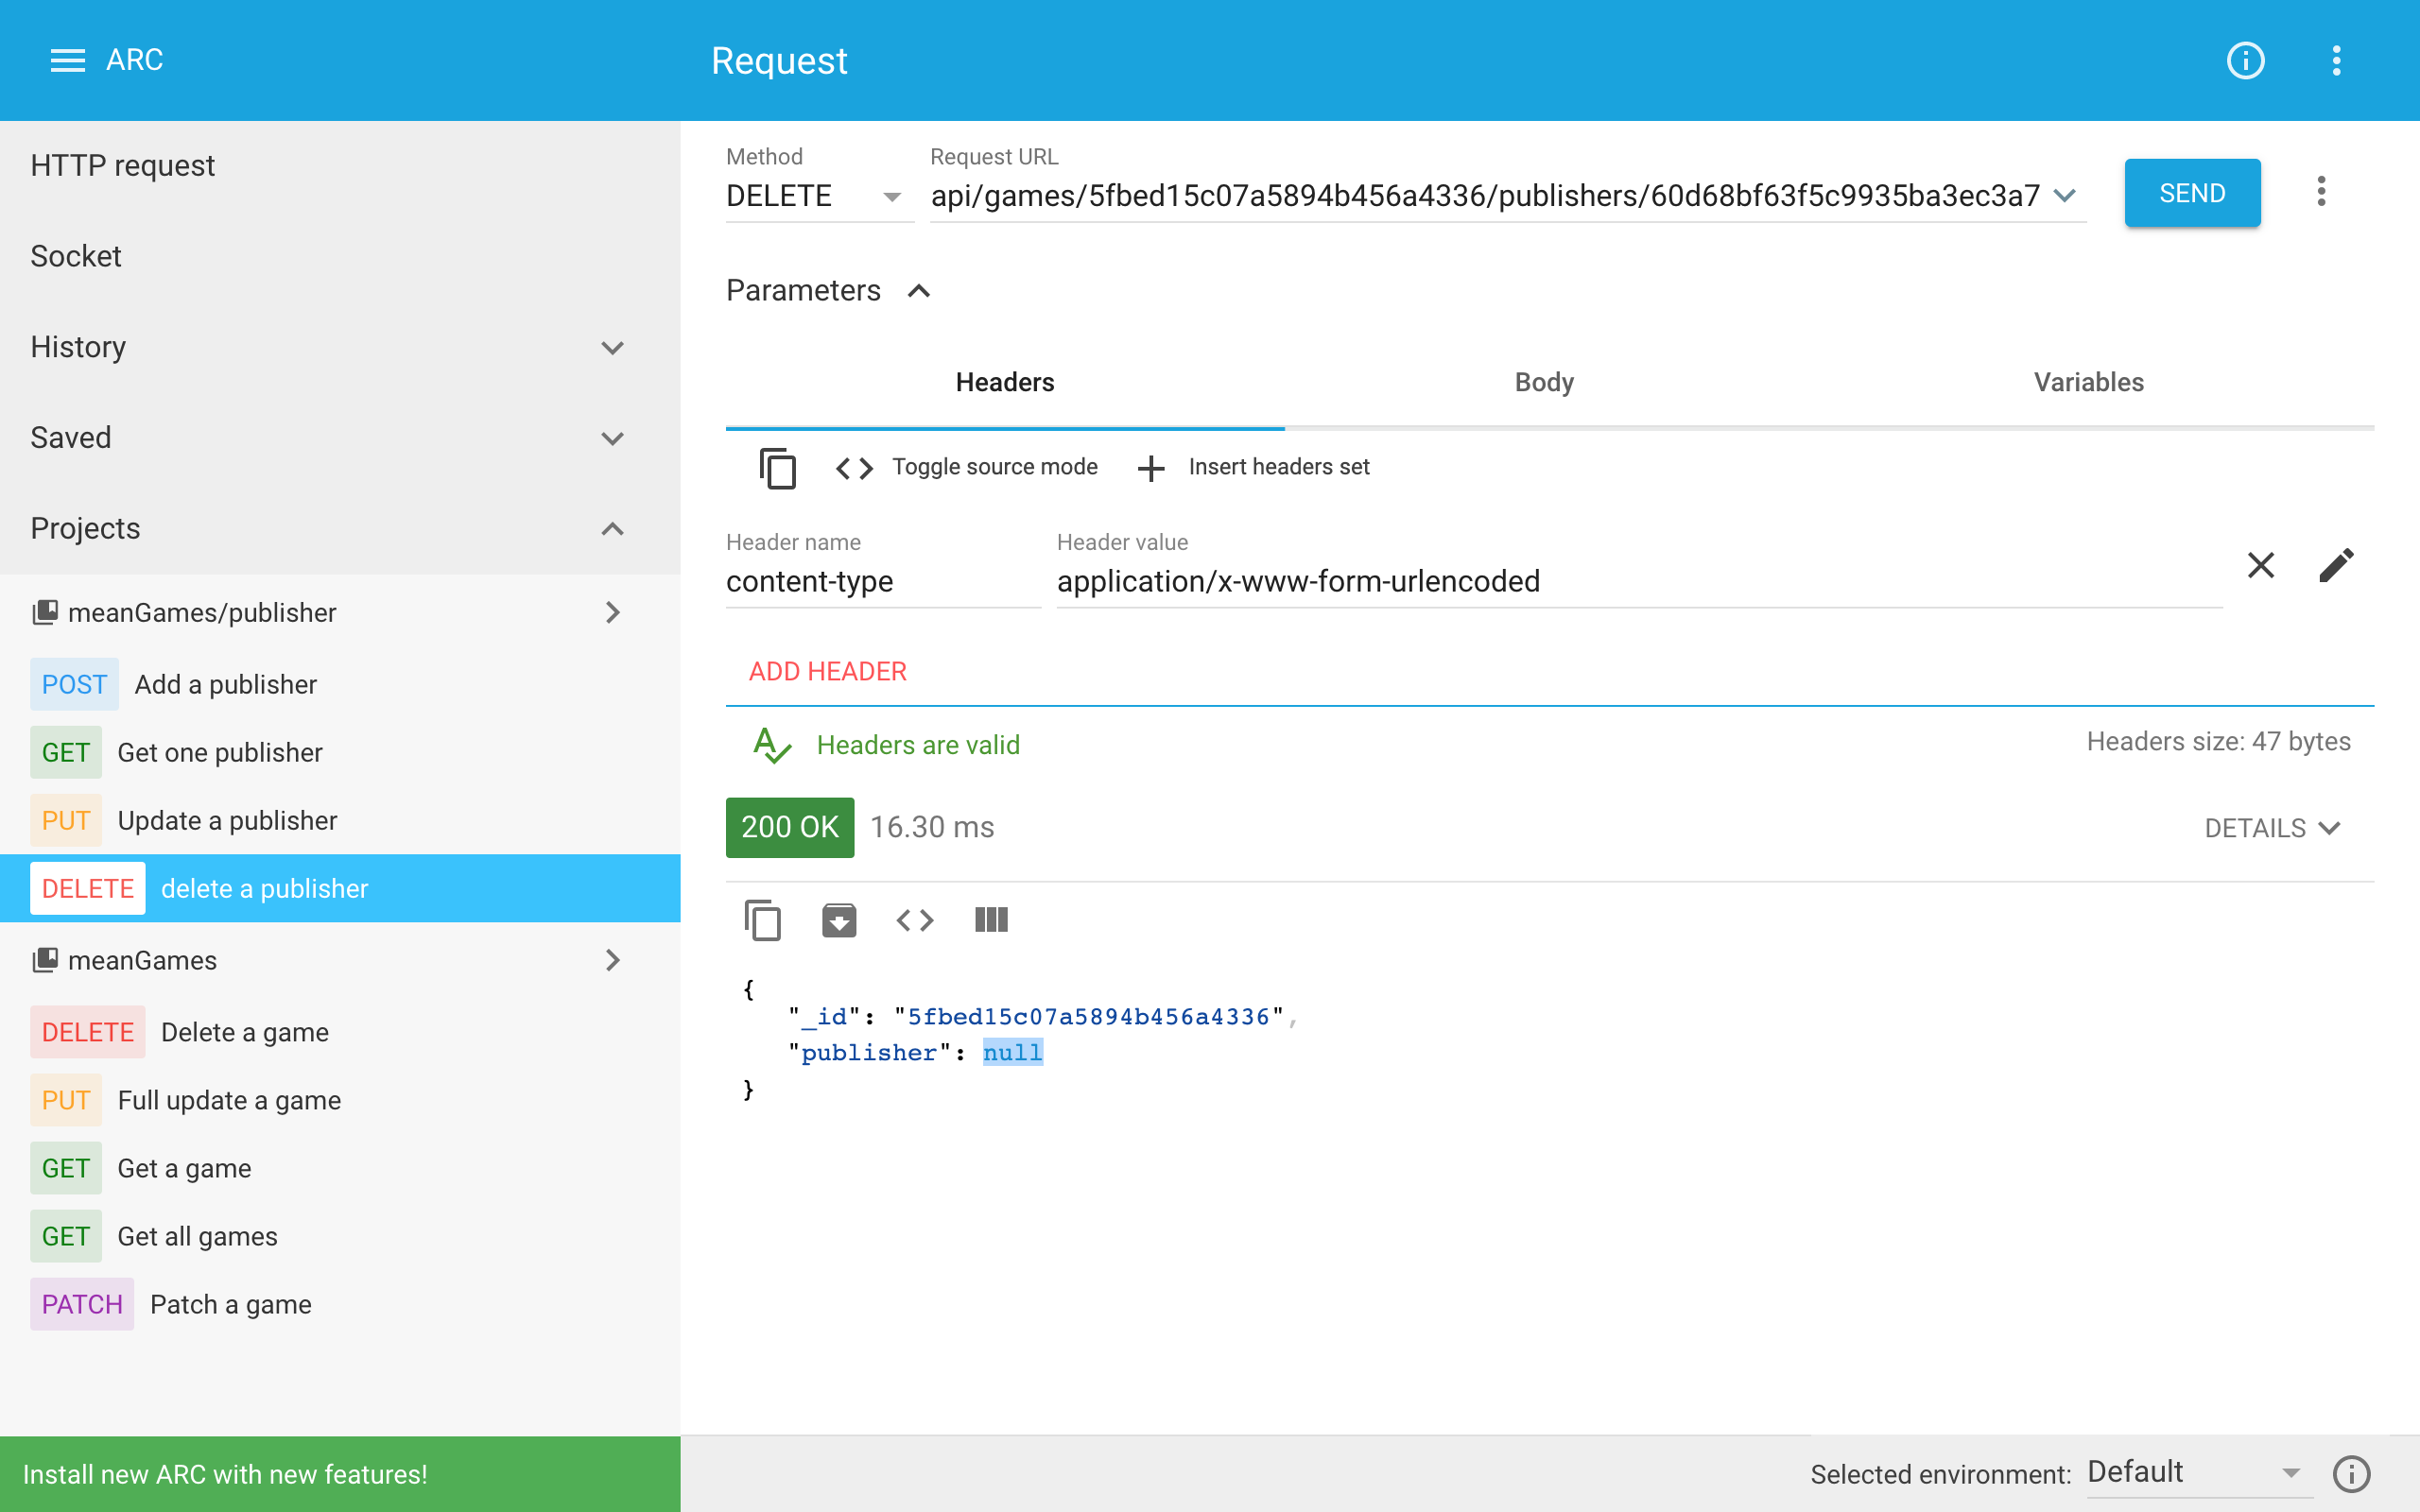 ARC
Request
HTTP request
Socket
History
Saved
Projects
meanGames/publisher
POST Add a publisher
GET Get one publisher
PUT Update a publisher
DELETE delete a publisher
meanGames
DELETE Delete a game
PUT Full update a game
GET Get a game
GET Get all games
PATCH Patch a game
Install new ARC with new features!
Method Request URL
DELETE api/games/5fbed15c07a5894b456a4336/publishers/60d68bf63f5c9935ba3ec3a7 SEND
Parameters
Headers Body Variables
Toggle source mode Insert headers set
Header name Header value
content-type application/x-www-form-urlencoded
ADD HEADER
Headers are valid Headers size: 47 bytes
200 OK 16.30 ms DETAILS
{
"_id": "5fbed15c07a5894b456a4336",
"publisher": null
}
Selected environment: Default